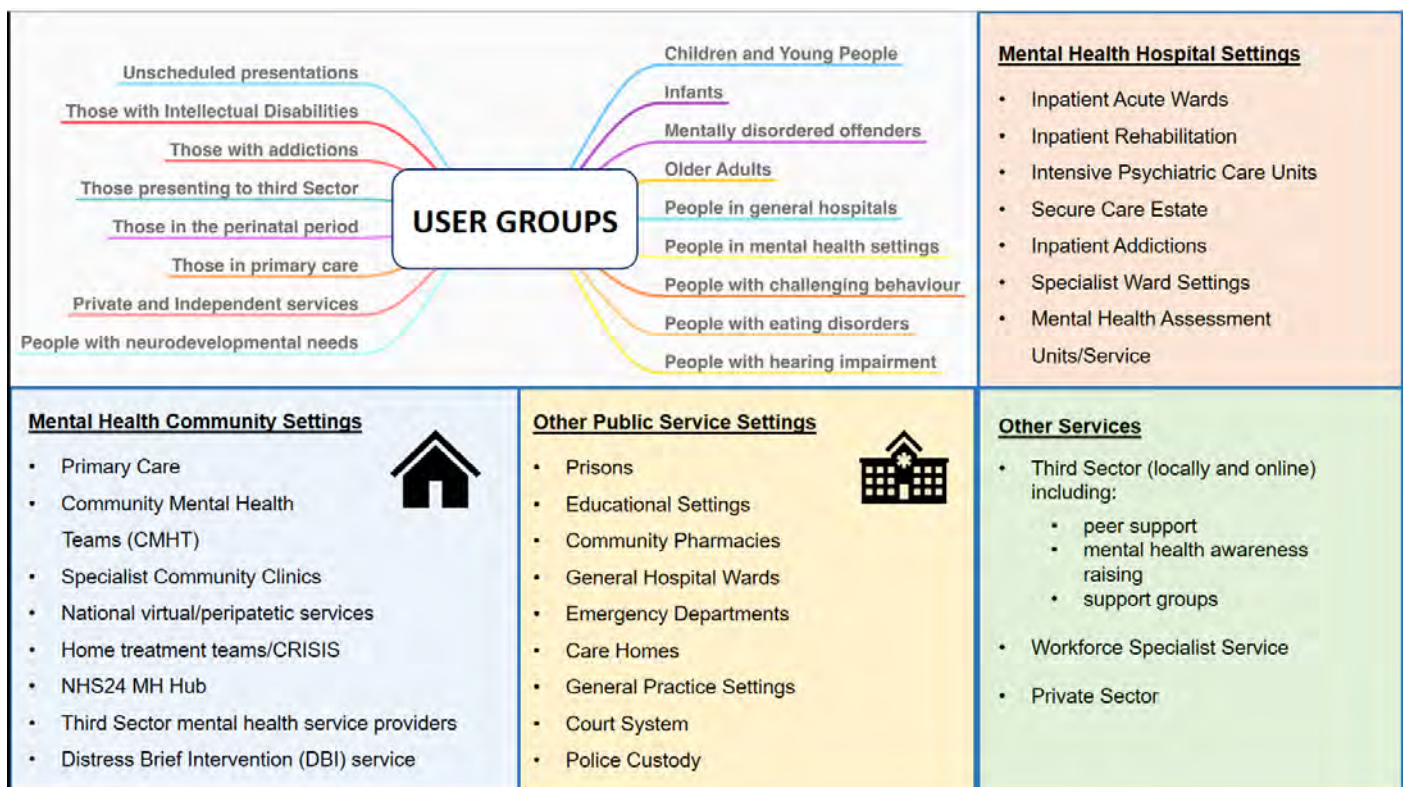 Unscheduled presentations
Those with Intellectual Disabilities
Those with addictions
Those presenting to third Sector
Those in the perinatal period
Those in primary care
Private and Independent services
People with neurodevelopmental needs
USER GROUPS
Children and Young People
Infants
Mentally disordered offenders
Older Adults
People in general hospitals
People in mental health settings
People with challenging behaviour
People with eating disorders
People with hearing impairment
Mental Health Hospital Settings
• Inpatient Acute Wards
• Inpatient Rehabilitation
• Intensive Psychiatric Care Units
• Secure Care Estate
• Inpatient Addictions
• Specialist Ward Settings
• Mental Health Assessment
Units/Service
Mental Health Community Settings
• Primary Care
• Community Mental Health
Teams (CMHT)
• Specialist Community Clinics
• National virtual/peripatetic services
• Home treatment teams/CRISIS
• NHS24 MH Hub
• Third Sector mental health service providers
• Distress Brief Intervention (DBI) service
Other Public Service Settings
• Prisons
• Educational Settings
• Community Pharmacies
• General Hospital Wards
• Emergency Departments
• Care Homes
• General Practice Settings
• Court System
• Police Custody
Other Services
• Third Sector (locally and online)
including:
• peer support
• mental health awareness
raising
• support groups
• Workforce Specialist Service
• Private Sector